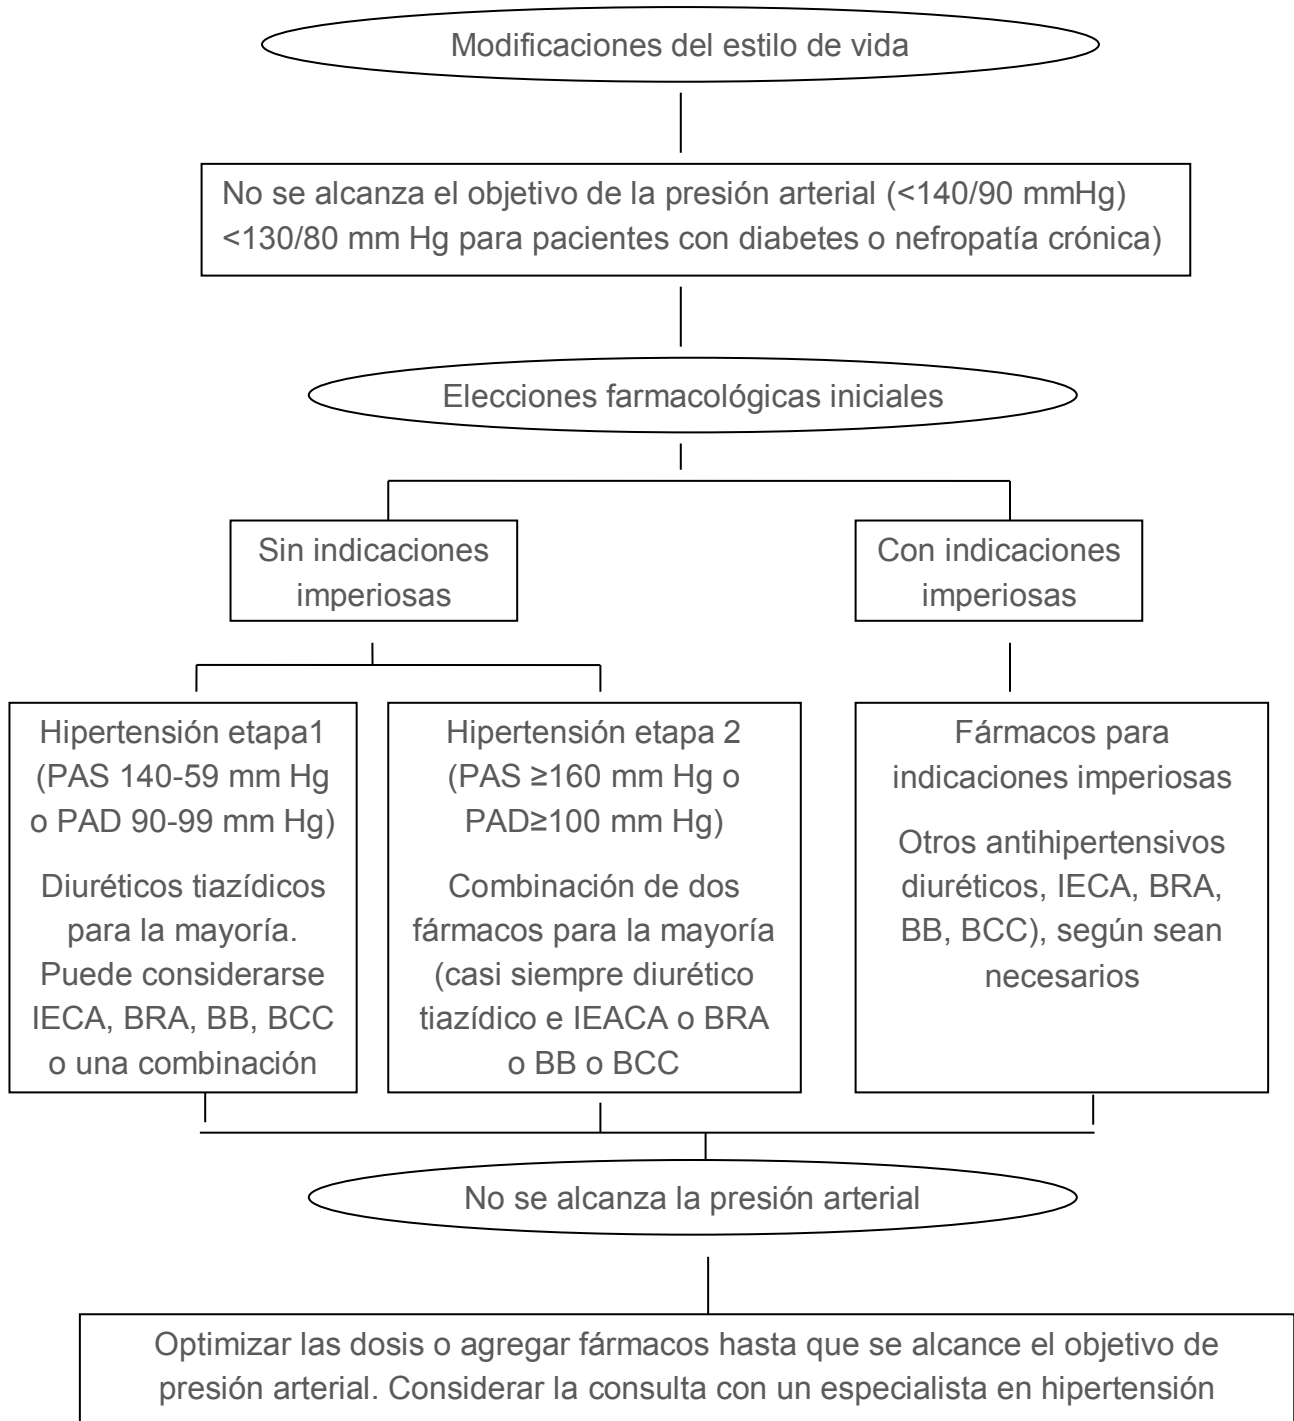 Modificaciones del estilo de vida
No se alcanza el objetivo de la presión arterial (<140/90 mmHg)
<130/80 mm Hg para pacientes con diabetes o nefropatía crónica)
Elecciones farmacológicas iniciales
Sin indicaciones
imperiosas
Con indicaciones
imperiosas
Hipertensión etapa1
(PAS 140-59 mm Hg
o PAD 90-99 mm Hg)
Diuréticos tiazídicos
para la mayoría.
Puede considerarse
IECA, BRA, BB, BCC
o una combinación
Hipertensión etapa 2
(PAS ≥160 mm Hg o
PAD≥100 mm Hg)
Combinación de dos
fármacos para la mayoría
(casi siempre diurético
tiazídico e IEACA o BRA
o BB o BCC
Fármacos para
indicaciones imperiosas
Otros antihipertensivos
diuréticos, IECA, BRA,
BB, BCC), según sean
necesarios
No se alcanza la presión arterial
Optimizar las dosis o agregar fármacos hasta que se alcance el objetivo de
presión arterial. Considerar la consulta con un especialista en hipertensión